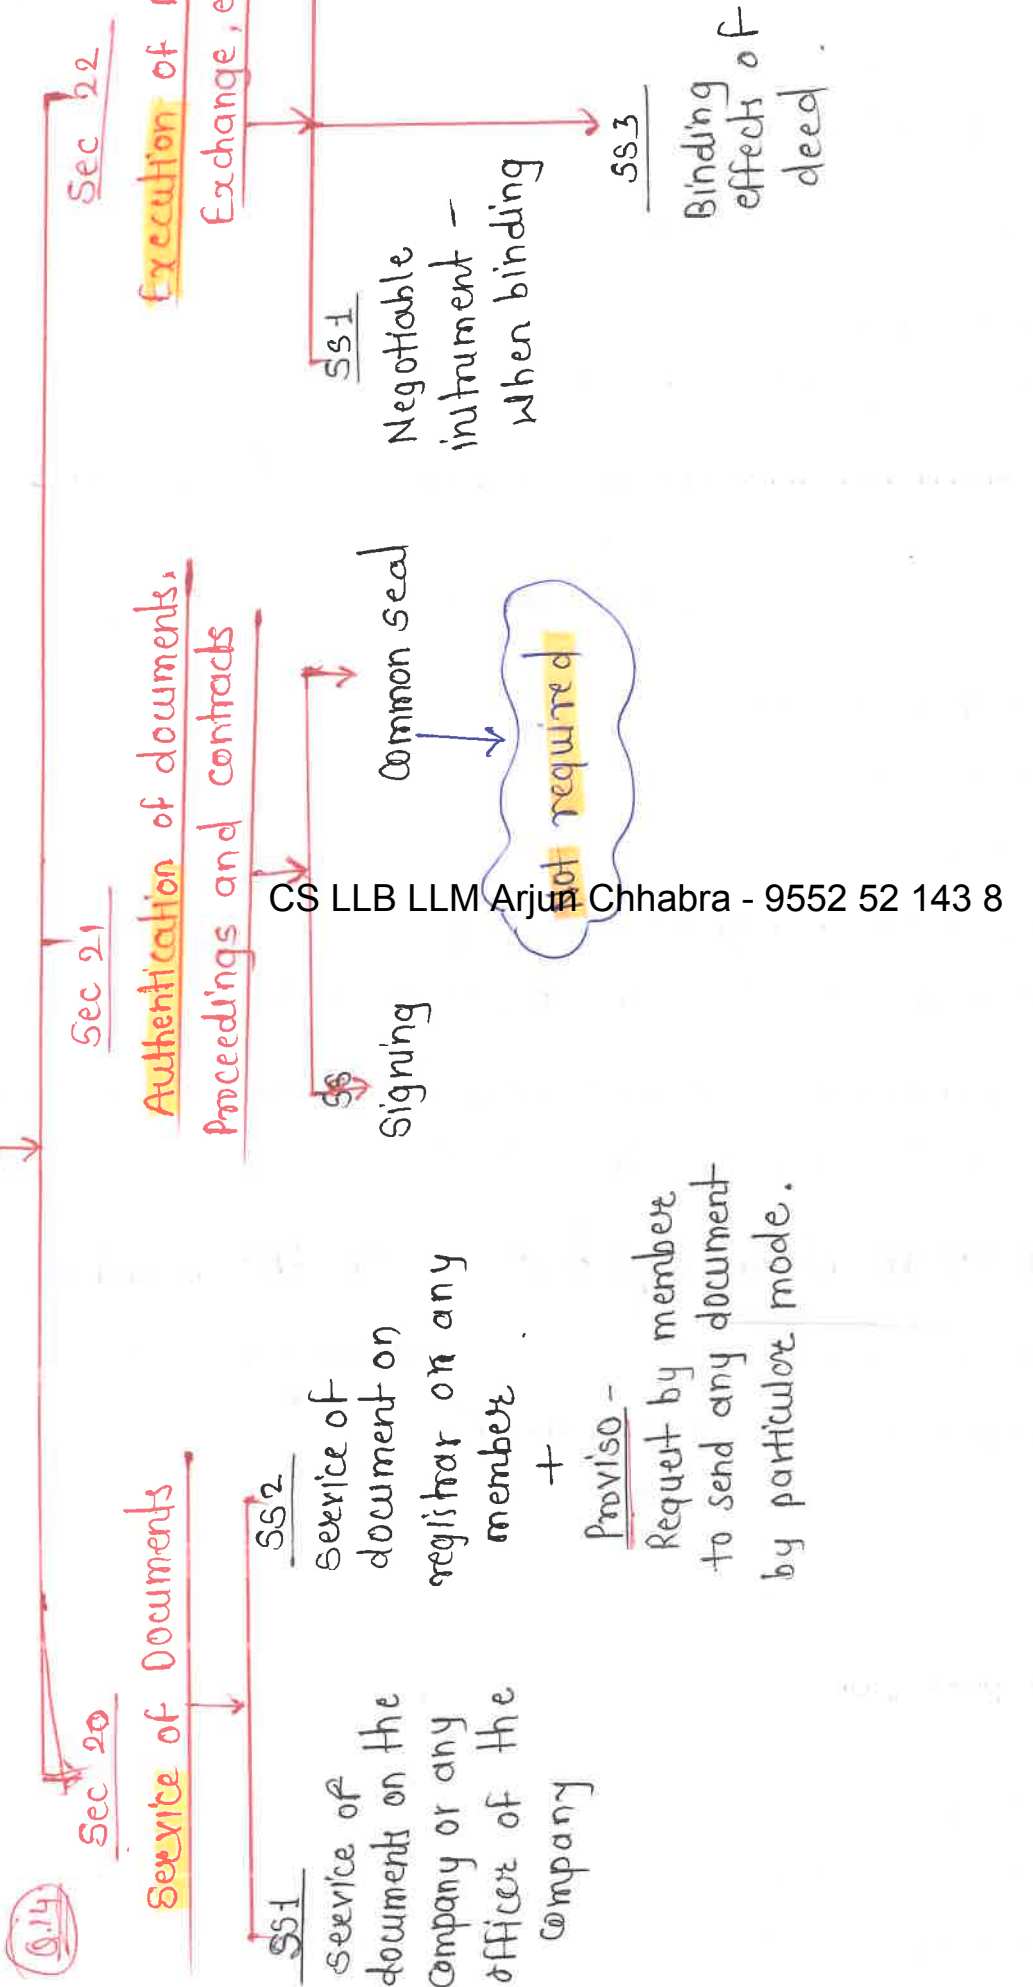 Q.14
Sec 20
Service of Documents
SS1
service of
documents on the
company or any
officer of the
company
SS2
service of
document on
registrar or any
member
+
Proviso -
Request by member
to send any document
by particular mode.
Sec 21
Authentication of documents,
Proceedings and contracts
SS
Signing
common seal
not required
Sec 22
Execution of
Exchange, e
SS1
Negotiable
instrument -
when binding
SS3
Binding
effects of
deed.
CS LLB LLM Arjun Chhabra - 9552 52 143 8